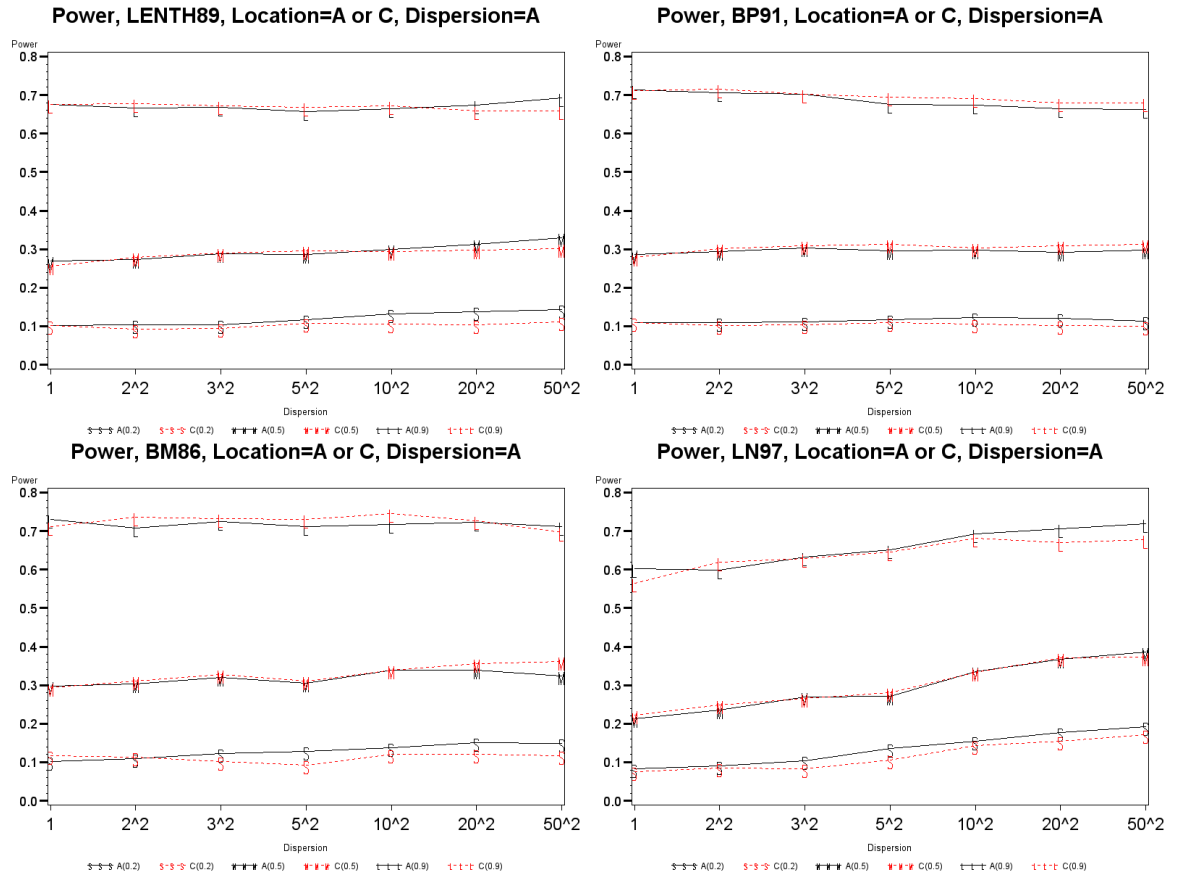 Power, LENTH89, Location=A or C, Dispersion=A
Power
0.8
0.7
0.6
0.5
0.4
0.3
0.2
0.1
0.0
1 2^2 3^2 5^2 10^2 20^2 50^2
Dispersion
S S S A(0.2) S-S-S C(0.2) M M M A(0.5) M-M-M C(0.5) L L L A(0.9) L-L-L C(0.9)
Power, BP91, Location=A or C, Dispersion=A
Power
0.8
0.7
0.6
0.5
0.4
0.3
0.2
0.1
0.0
1 2^2 3^2 5^2 10^2 20^2 50^2
Dispersion
S S S A(0.2) S-S-S C(0.2) M M M A(0.5) M-M-M C(0.5) L L L A(0.9) L-L-L C(0.9)
Power, BM86, Location=A or C, Dispersion=A
Power
0.8
0.7
0.6
0.5
0.4
0.3
0.2
0.1
0.0
1 2^2 3^2 5^2 10^2 20^2 50^2
Dispersion
S S S A(0.2) S-S-S C(0.2) M M M A(0.5) M-M-M C(0.5) L L L A(0.9) L-L-L C(0.9)
Power, LN97, Location=A or C, Dispersion=A
Power
0.8
0.7
0.6
0.5
0.4
0.3
0.2
0.1
0.0
1 2^2 3^2 5^2 10^2 20^2 50^2
Dispersion
S S S A(0.2) S-S-S C(0.2) M M M A(0.5) M-M-M C(0.5) L L L A(0.9) L-L-L C(0.9)